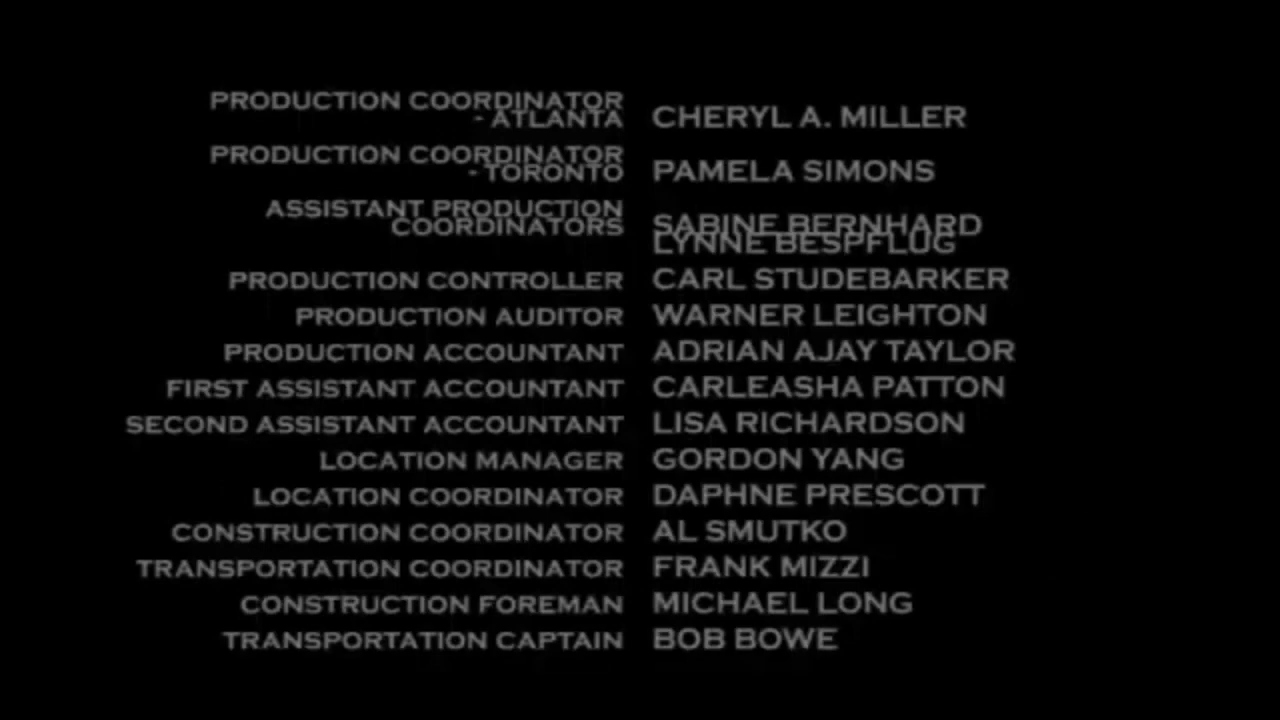 PRODUCTION COORDINATOR
- ATLANTA CHERYL A. MILLER
PRODUCTION COORDINATOR
- TORONTO PAMELA SIMONS
ASSISTANT PRODUCTION
COORDINATORS SABINE BERNHARD
LYNNE BESPFLUG
PRODUCTION CONTROLLER CARL STUDEBARKER
PRODUCTION AUDITOR WARNER LEIGHTON
PRODUCTION ACCOUNTANT ADRIAN AJAY TAYLOR
FIRST ASSISTANT ACCOUNTANT CARLEASHA PATTON
SECOND ASSISTANT ACCOUNTANT LISA RICHARDSON
LOCATION MANAGER GORDON YANG
LOCATION COORDINATOR DAPHNE PRESCOTT
CONSTRUCTION COORDINATOR AL SMUTKO
TRANSPORTATION COORDINATOR FRANK MIZZI
CONSTRUCTION FOREMAN MICHAEL LONG
TRANSPORTATION CAPTAIN BOB BOWE